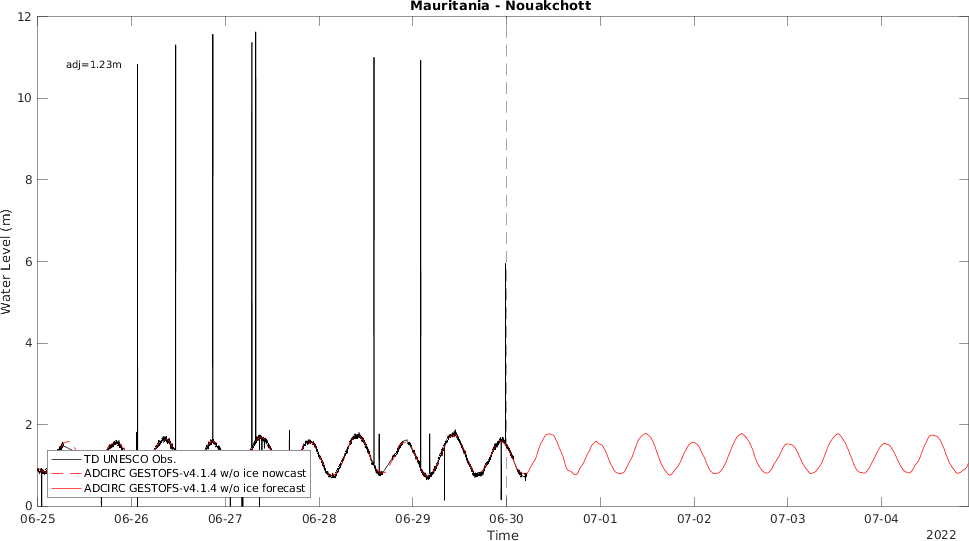 Mauritania - Nouakchott
12
10
8
6
4
2
0
Water Level (m)
adj=1.23m
TD UNESCO Obs.
ADCIRC GESTOFS-v4.1.4 w/o ice nowcast
ADCIRC GESTOFS-v4.1.4 w/o ice forecast
06-25 06-26 06-27 06-28 06-29 06-30 07-01 07-02 07-03 07-04
Time
2022